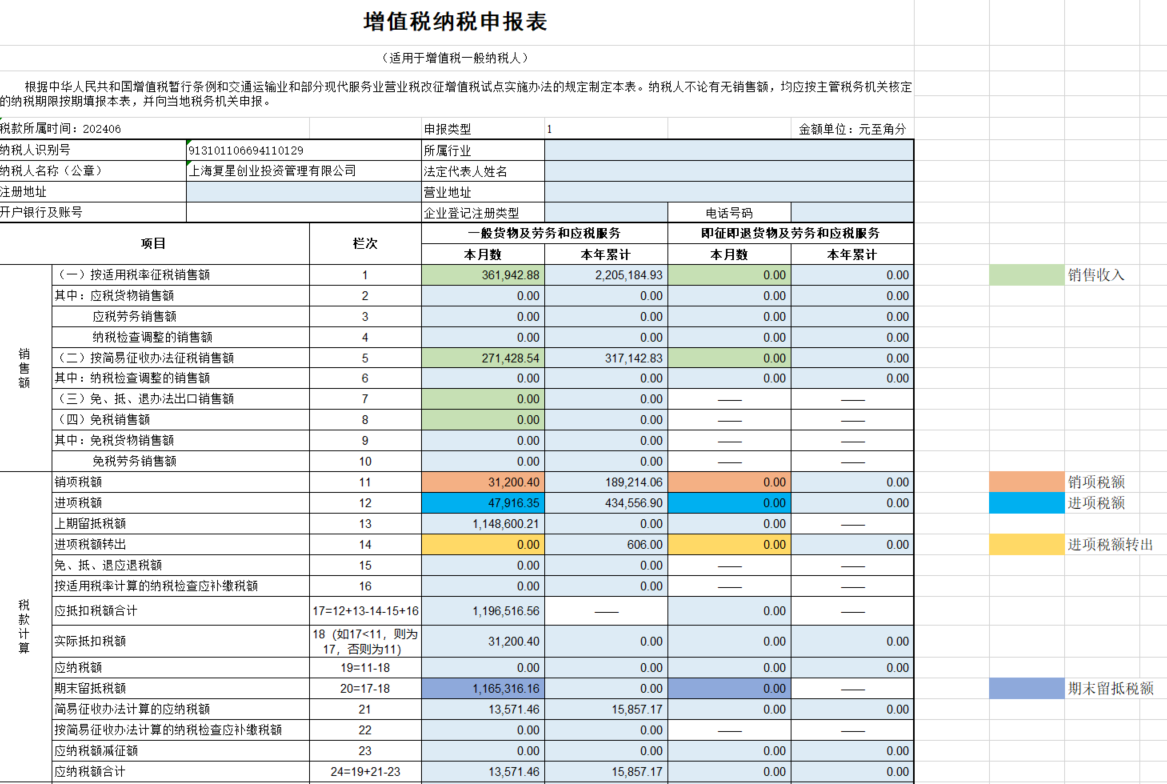 增值税纳税申报表
（适用于增值税一般纳税人）
根据中华人民共和国增值税暂行条例和交通运输业和部分现代服务业营业税改征增值税试点实施办法的规定制定本表。纳税人不论有无销售额，均应按主管税务机关核定
的纳税期限按期填报本表，并向当地税务机关申报。
税款所属时间：202406 申报类型 1 金额单位：元至角分
纳税人识别号 913101106694110129 所属行业
纳税人名称（公章） 上海复星创业投资管理有限公司 法定代表人姓名
注册地址 营业地址
开户银行及账号 企业登记注册类型 电话号码
项目 栏次 一般货物及劳务和应税服务 即征即退货物及劳务和应税服务
本月数 本年累计 本月数 本年累计
销售额
（一）按适用税率征税销售额 1 361,942.88 2,205,184.93 0.00 0.00 销售收入
其中：应税货物销售额 2 0.00 0.00 0.00 0.00
应税劳务销售额 3 0.00 0.00 0.00 0.00
纳税检查调整的销售额 4 0.00 0.00 0.00 0.00
（二）按简易征收办法征税销售额 5 271,428.54 317,142.83 0.00 0.00
其中：纳税检查调整的销售额 6 0.00 0.00 0.00 0.00
（三）免、抵、退办法出口销售额 7 0.00 0.00 —— ——
（四）免税销售额 8 0.00 0.00 —— ——
其中：免税货物销售额 9 0.00 0.00 —— ——
免税劳务销售额 10 0.00 0.00 —— ——
税款计算
销项税额 11 31,200.40 189,214.06 0.00 0.00 销项税额
进项税额 12 47,916.35 434,556.90 0.00 0.00 进项税额
上期留抵税额 13 1,148,600.21 0.00 0.00 ——
进项税额转出 14 0.00 606.00 0.00 0.00 进项税额转出
免、抵、退应退税额 15 0.00 0.00 —— ——
按适用税率计算的纳税检查应补缴税额 16 0.00 0.00 —— ——
应抵扣税额合计 17=12+13-14-15+16 1,196,516.56 —— 0.00 ——
实际抵扣税额 18（如17<11，则为
17，否则为11） 31,200.40 0.00 0.00 0.00
应纳税额 19=11-18 0.00 0.00 0.00 0.00
期末留抵税额 20=17-18 1,165,316.16 0.00 0.00 —— 期末留抵税额
简易征收办法计算的应纳税额 21 13,571.46 15,857.17 0.00 0.00
按简易征收办法计算的纳税检查应补缴税额 22 0.00 0.00 —— ——
应纳税额减征额 23 0.00 0.00 0.00 0.00
应纳税额合计 24=19+21-23 13,571.46 15,857.17 0.00 0.00